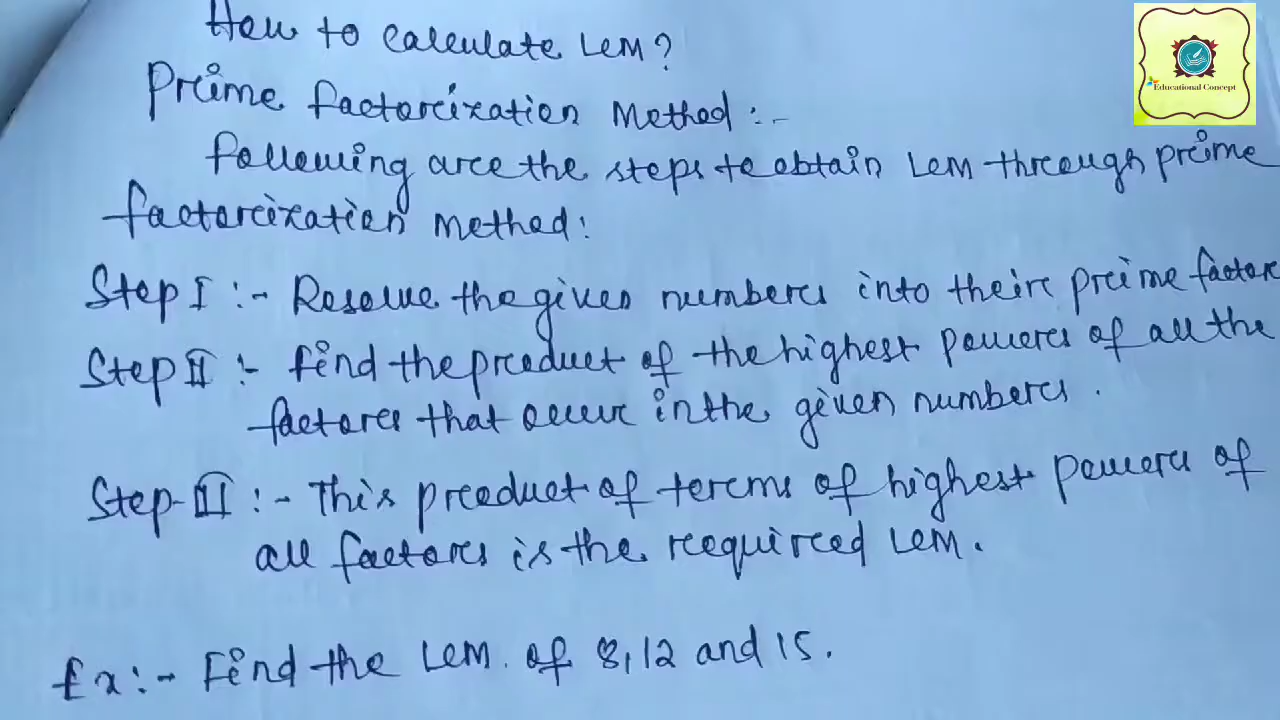 How to calculate LCM?
Prime factorization Method :-
Following are the steps to obtain LCM through prime
factorization method:
Step I :- Resolve the given numbers into their prime factor
Step II :- Find the product of the highest powers of all the
factors that occur in the given numbers.
Step-III :- This product of terms of highest powers of
all factors is the required LCM.
Ex:- Find the LCM. of 8, 12 and 15.
Educational Concept